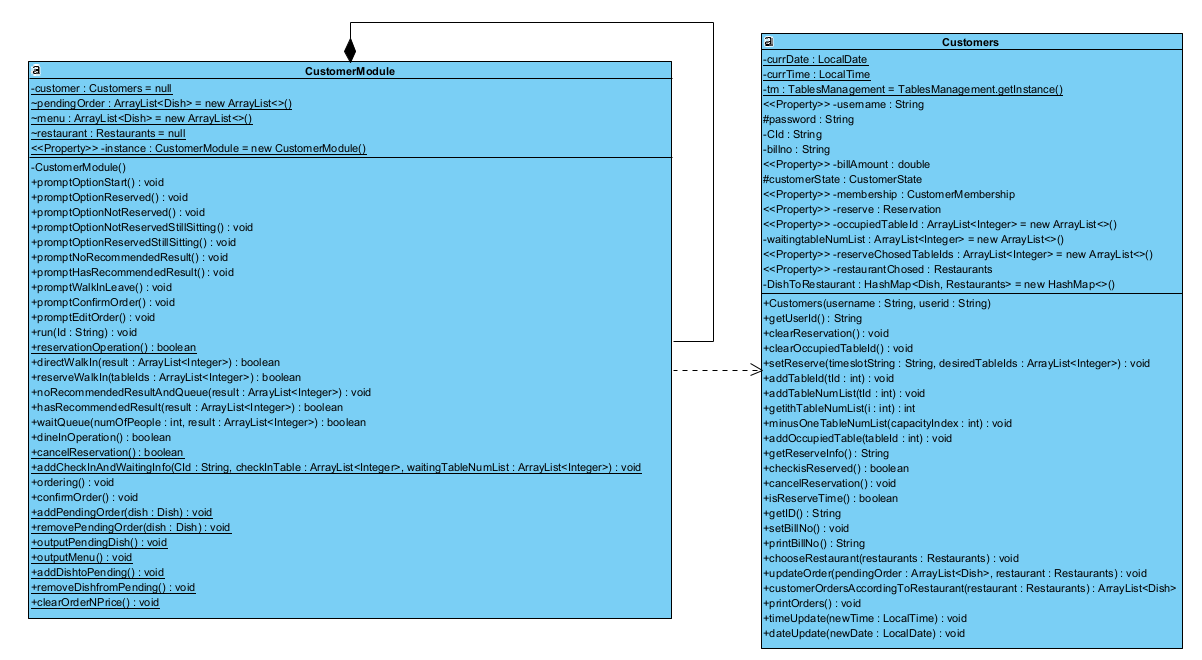 CustomerModule
-customer : Customers = null
~pendingOrder : ArrayList<Dish> = new ArrayList<>()
~menu : ArrayList<Dish> = new ArrayList<>()
~restaurant : Restaurants = null
<<Property>> -instance : CustomerModule = new CustomerModule()
-CustomerModule()
+promptOptionStart() : void
+promptOptionReserved() : void
+promptOptionNotReserved() : void
+promptOptionNotReservedStillSitting() : void
+promptOptionReservedStillSitting() : void
+promptNoRecommendedResult() : void
+promptHasRecommendedResult() : void
+promptWalkInLeave() : void
+promptConfirmOrder() : void
+promptEditOrder() : void
+run(Id : String) : void
+reservationOperation() : boolean
+directWalkIn(result : ArrayList<Integer>) : boolean
+reserveWalkIn(tableIds : ArrayList<Integer>) : boolean
+noRecommendedResultAndQueue(result : ArrayList<Integer>) : void
+hasRecommendedResult(result : ArrayList<Integer>) : boolean
+waitQueue(numOfPeople : int, result : ArrayList<Integer>) : boolean
+dineInOperation() : boolean
+cancelReservation() : boolean
+addCheckInAndWaitingInfo(CId : String, checkInTable : ArrayList<Integer>, waitingTableNumList : ArrayList<Integer>) : void
+ordering() : void
+confirmOrder() : void
+addPendingOrder(dish : Dish) : void
+removePendingOrder(dish : Dish) : void
+outputPendingDish() : void
+outputMenu() : void
+addDishtoPending() : void
+removeDishfromPending() : void
+clearOrderNPrice() : void
Customers
-currDate : LocalDate
-currTime : LocalTime
-tm : TablesManagement = TablesManagement.getInstance()
<<Property>> -username : String
#password : String
-CId : String
-billno : String
<<Property>> -billAmount : double
#customerState : CustomerState
<<Property>> -membership : CustomerMembership
<<Property>> -reserve : Reservation
<<Property>> -occupiedTableId : ArrayList<Integer> = new ArrayList<>()
-waitingtableNumList : ArrayList<Integer> = new ArrayList<>()
<<Property>> -reserveChosedTableIds : ArrayList<Integer> = new ArrayList<>()
<<Property>> -restaurantChosed : Restaurants
-DishToRestaurant : HashMap<Dish, Restaurants> = new HashMap<>()
+Customers(username : String, userid : String)
+getUserId() : String
+clearReservation() : void
+clearOccupiedTableId() : void
+setReserve(timeslotString : String, desiredTableIds : ArrayList<Integer>) : void
+addTableId(tId : int) : void
+addTableNumList(tId : int) : void
+getithTableNumList(i : int) : int
+minusOneTableNumList(capacityIndex : int) : void
+addOccupiedTable(tableId : int) : void
+getReserveInfo() : String
+checkisReserved() : boolean
+cancelReservation() : void
+isReserveTime() : boolean
+getID() : String
+setBillNo() : void
+printBillNo() : String
+chooseRestaurant(restaurants : Restaurants) : void
+updateOrder(pendingOrder : ArrayList<Dish>, restaurant : Restaurants) : void
+customerOrdersAccordingToRestaurant(restaurant : Restaurants) : ArrayList<Dish>
+printOrders() : void
+timeUpdate(newTime : LocalTime) : void
+dateUpdate(newDate : LocalDate) : void